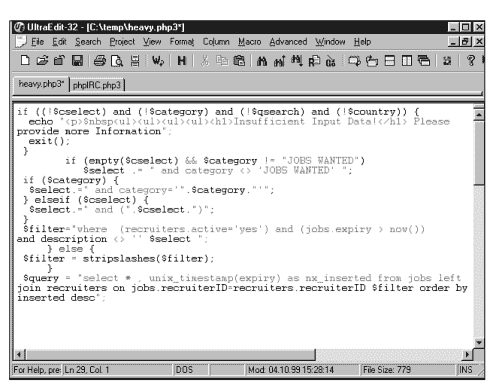 UltraEdit-32 - [C:\temp\heavy.php3*]
File Edit Search Project View Format Column Macro Advanced Window Help
heavy.php3* phpIRC.php3
if ((!$cselect) and (!$category) and (!$qsearch) and (!$country)) {
echo "<p>&nbsp<ul><ul><ul><ul><h1>Insufficient Input Data!</h1> Please
provide more Information";
exit();
}
if (empty($cselect) && $category != "JOBS WANTED")
$select .= " and category <> 'JOBS WANTED' ";
if ($category) {
$select.=" and category='".$category."'";
} elseif ($cselect) {
$select.=" and (".$cselect.")";
}
$filter="where (recruiters.active='yes') and (jobs.expiry > now())
and description <> '' $select ";
} else {
$filter = stripslashes($filter);
}
$query = "select * , unix_timestamp(expiry) as nx_inserted from jobs left
join recruiters on jobs.recruiterID=recruiters.recruiterID $filter order by
inserted desc";
For Help, pre Ln 29, Col. 1 DOS Mod: 04.10.99 15:28:14 File Size: 779 INS